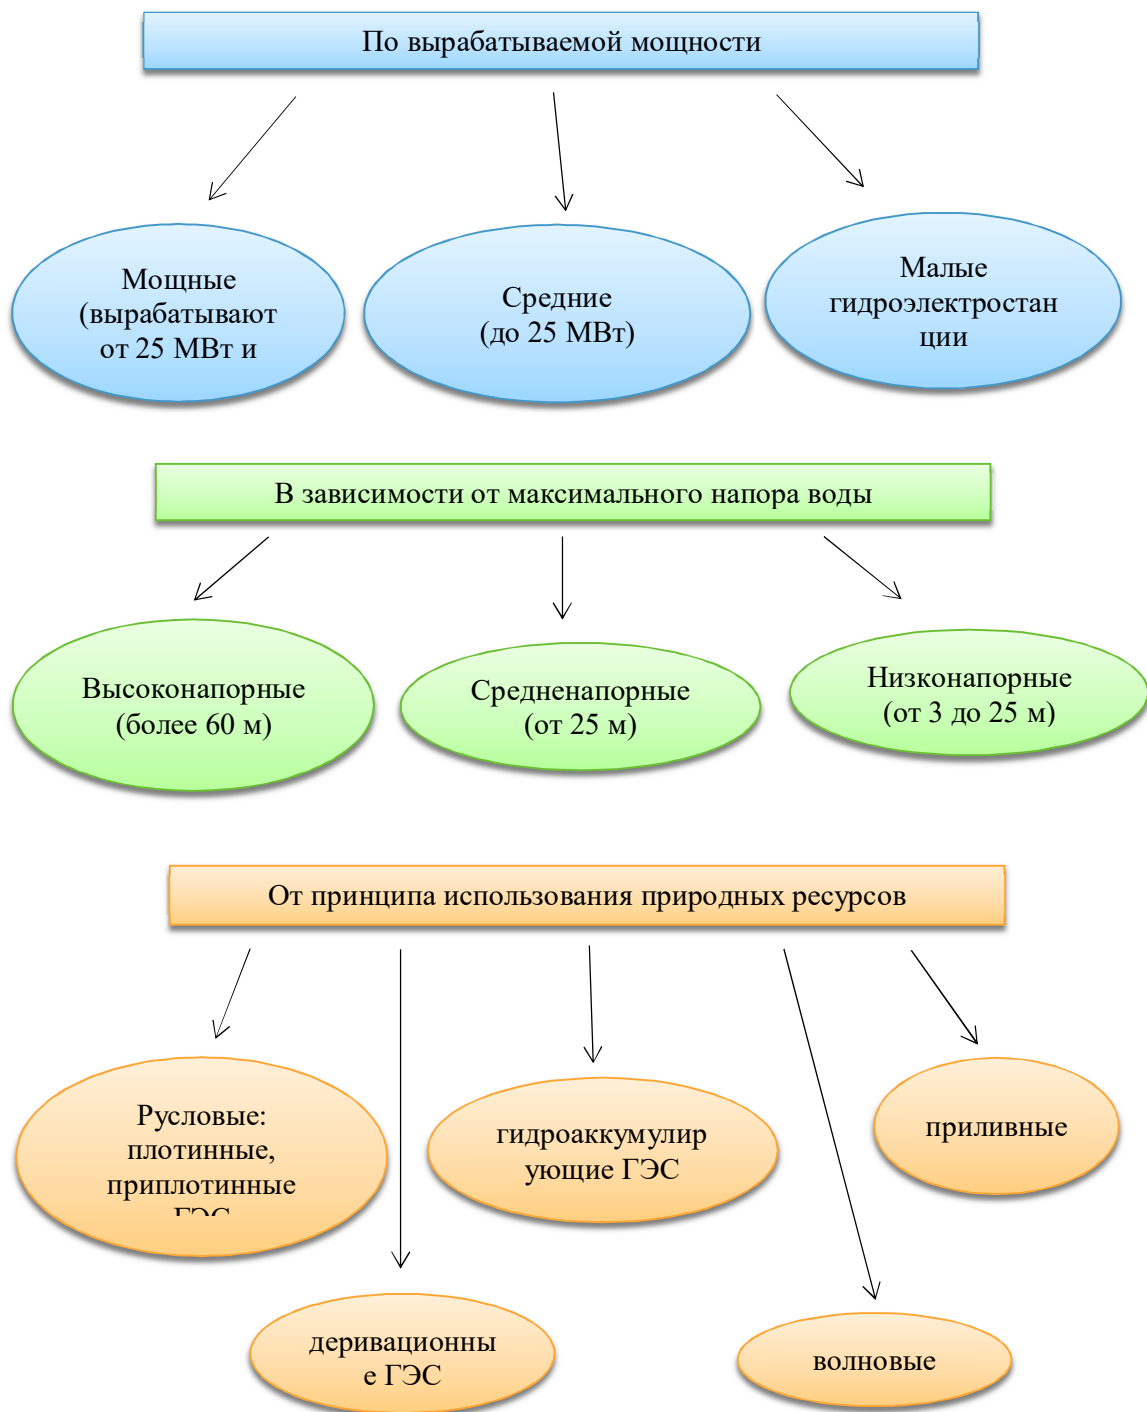 По вырабатываемой мощности
Мощные
(вырабатывают
от 25 МВт и
Средние
(до 25 МВт)
Малые
гидроэлектростан
ции
В зависимости от максимального напора воды
Высоконапорные
(более 60 м)
Средненапорные
(от 25 м)
Низконапорные
(от 3 до 25 м)
От принципа использования природных ресурсов
Русловые:
плотинные,
приплотинные
ГЭС
гидроаккумулир
ующие ГЭС
приливные
деривационны
е ГЭС
волновые